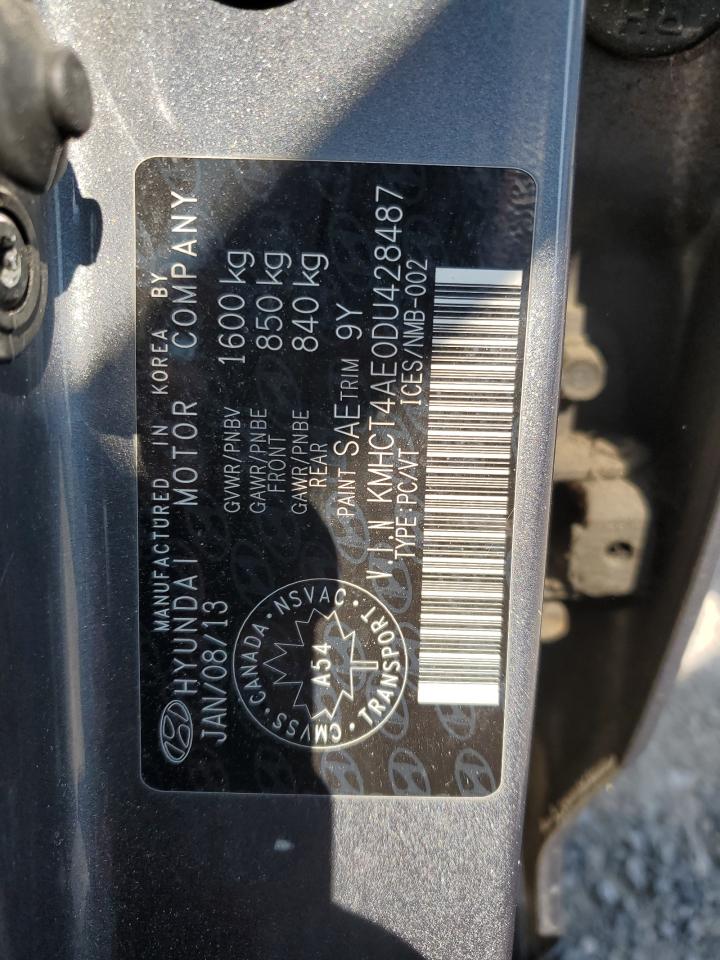 MANUFACTURED IN KOREA BY
HYUNDAI MOTOR COMPANY
JAN/08/13
GVWR/PNBV 1600 kg
GAWR/PNBE FRONT 850 kg
GAWR/PNBE REAR 840 kg
PAINT SAE TRIM 9Y
V.I.N KMHCT4AE0DU428487
TYPE:PC/VT ICES/NMB-002
CMVSS · CANADA · NSVAC · TRANSPORT ·
A54